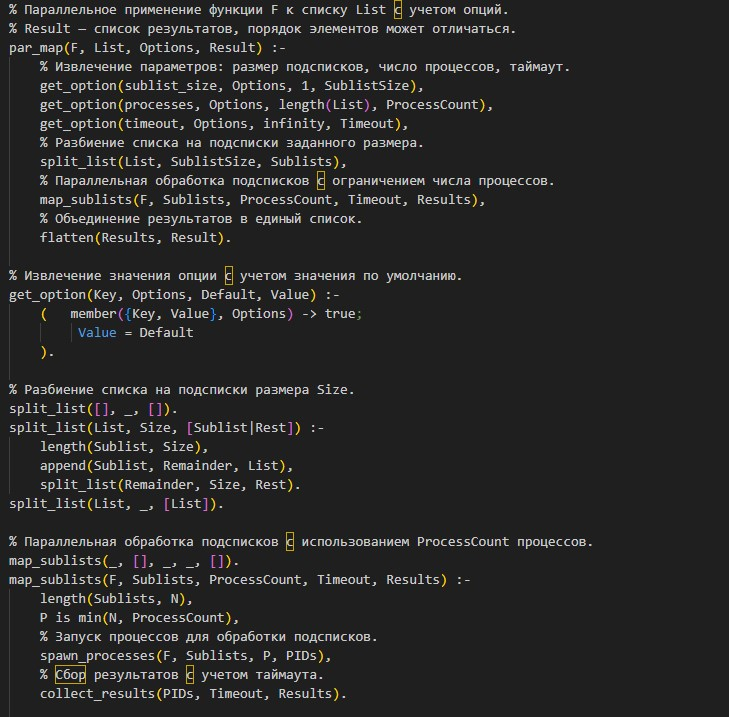 % Параллельное применение функции F к списку List с учетом опций.
% Result — список результатов, порядок элементов может отличаться.
par_map(F, List, Options, Result) :-
    % Извлечение параметров: размер подсписков, число процессов, таймаут.
    get_option(sublist_size, Options, 1, SublistSize),
    get_option(processes, Options, length(List), ProcessCount),
    get_option(timeout, Options, infinity, Timeout),
    % Разбиение списка на подсписки заданного размера.
    split_list(List, SublistSize, Sublists),
    % Параллельная обработка подсписков с ограничением числа процессов.
    map_sublists(F, Sublists, ProcessCount, Timeout, Results),
    % Объединение результатов в единый список.
    flatten(Results, Result).
% Извлечение значения опции с учетом значения по умолчанию.
get_option(Key, Options, Default, Value) :-
    (   member({Key, Value}, Options) -> true;
         Value = Default
    ).
% Разбиение списка на подсписки размера Size.
split_list([], _, []).
split_list(List, Size, [Sublist|Rest]) :-
    length(Sublist, Size),
    append(Sublist, Remainder, List),
    split_list(Remainder, Size, Rest).
split_list(List, _, [List]).
% Параллельная обработка подсписков с использованием ProcessCount процессов.
map_sublists(_, [], _, _, []).
map_sublists(F, Sublists, ProcessCount, Timeout, Results) :-
    length(Sublists, N),
    P is min(N, ProcessCount),
    % Запуск процессов для обработки подсписков.
    spawn_processes(F, Sublists, P, PIDs),
    % Сбор результатов с учетом таймаута.
    collect_results(PIDs, Timeout, Results).